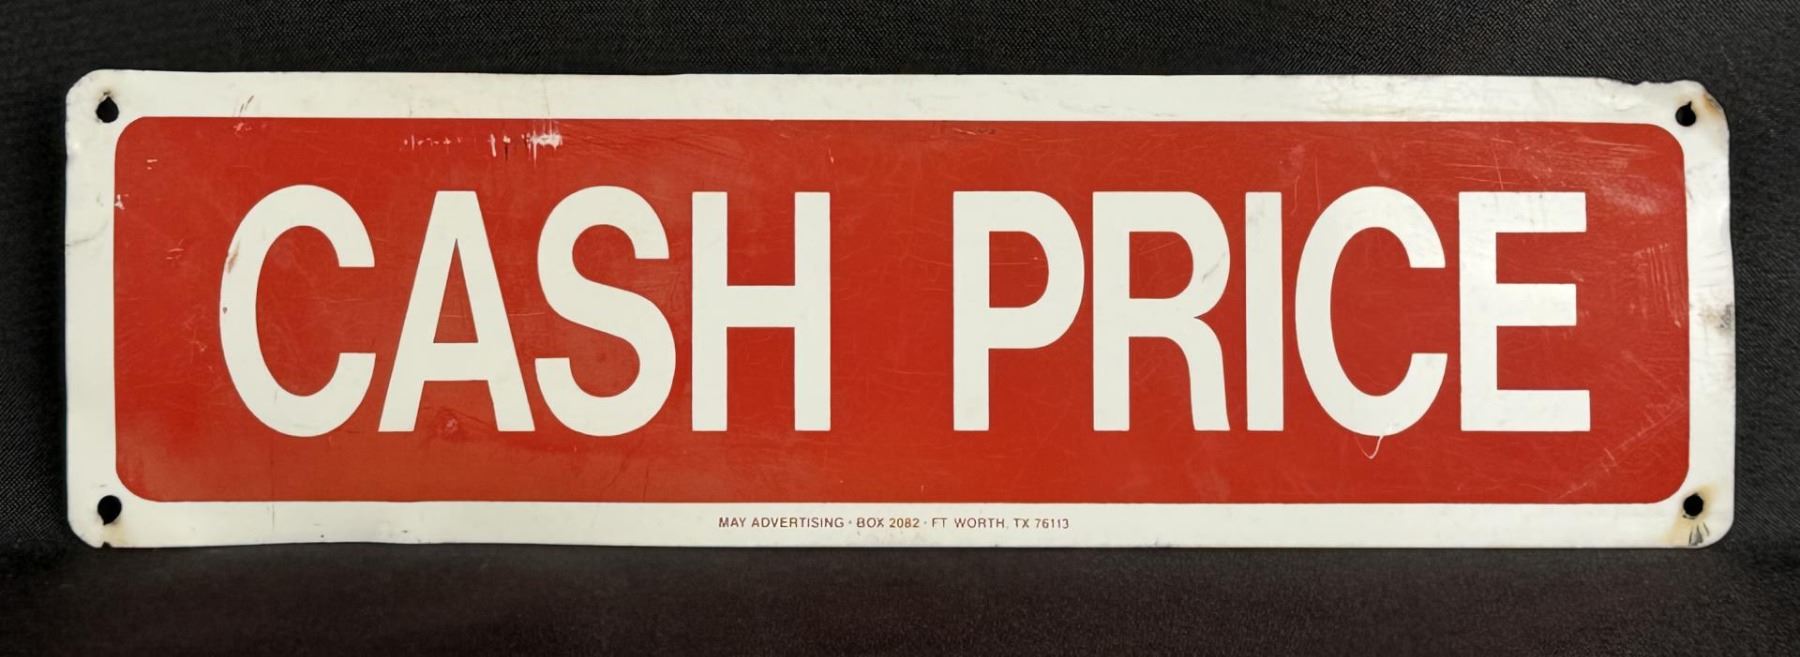 CASH PRICE
MAY ADVERTISING • BOX 2082 • FT WORTH, TX 76113